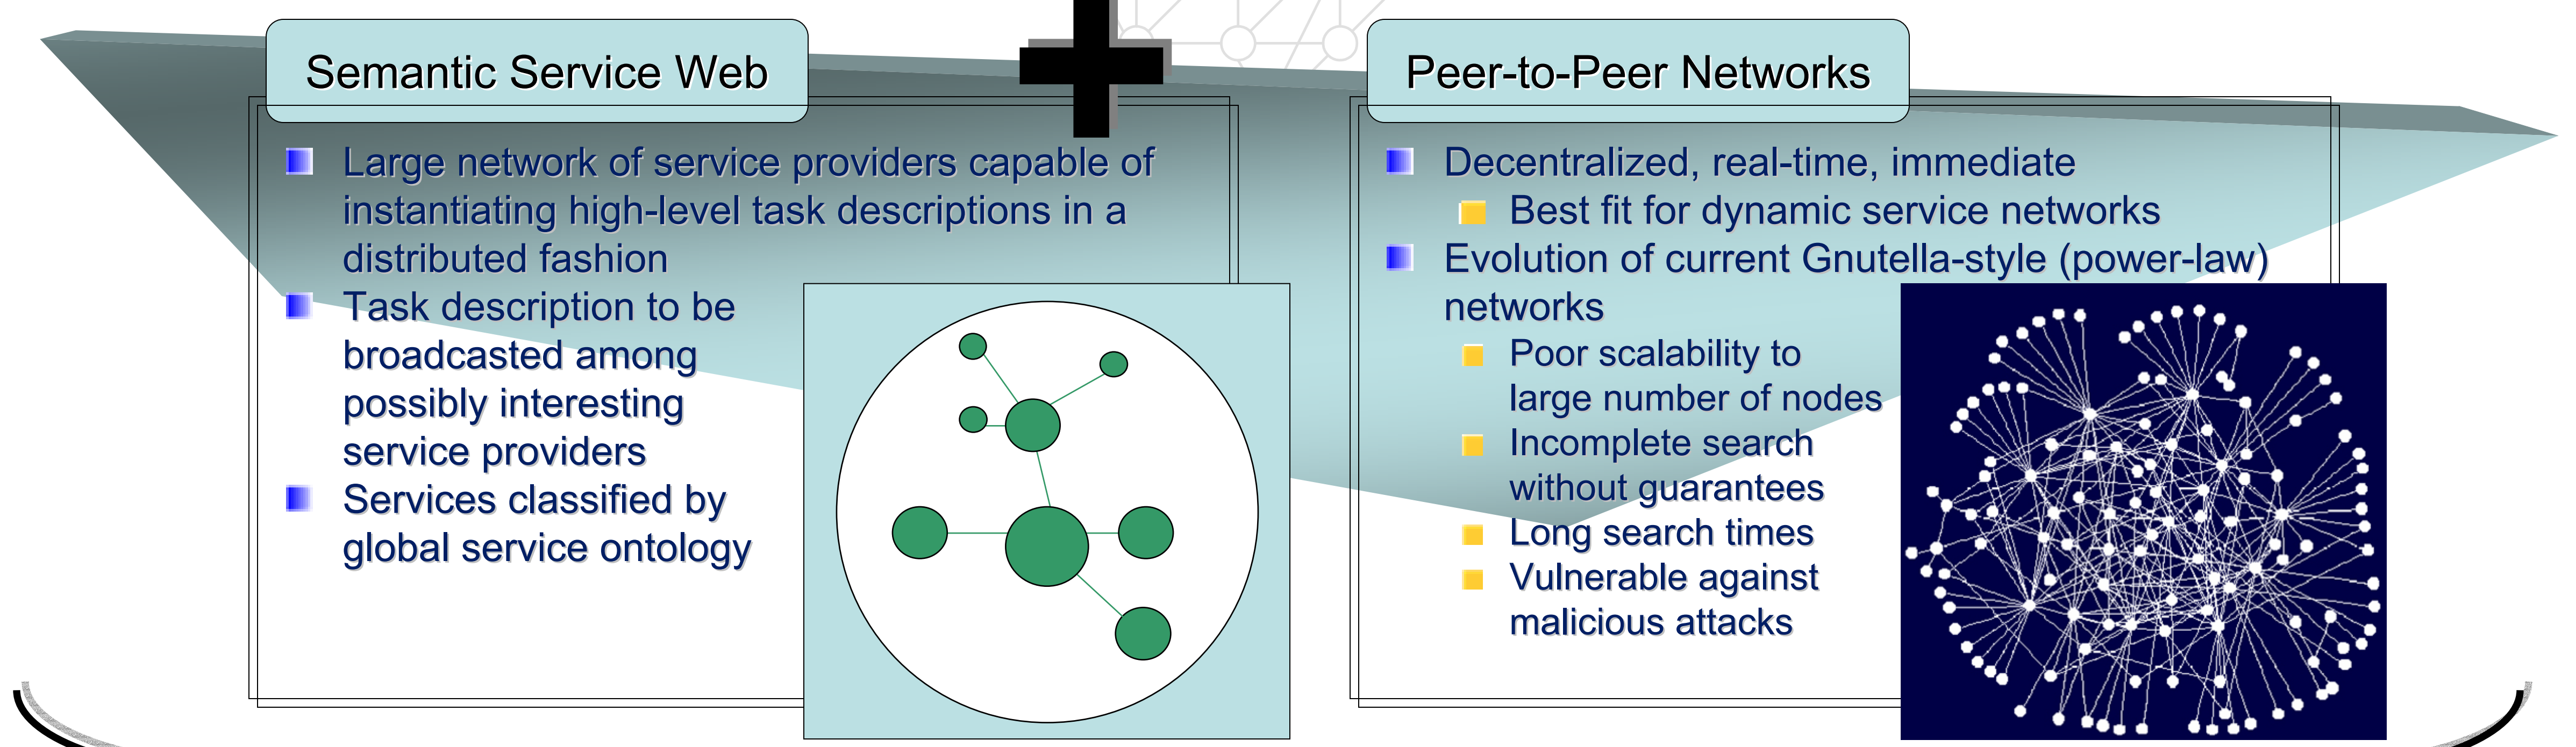 Semantic Service Web
Large network of service providers capable of
instantiating high-level task descriptions in a
distributed fashion
Task description to be
broadcasted among
possibly interesting
service providers
Services classified by
global service ontology
Peer-to-Peer Networks
Decentralized, real-time, immediate
Best fit for dynamic service networks
Evolution of current Gnutella-style (power-law)
networks
Poor scalability to
large number of nodes
Incomplete search
without guarantees
Long search times
Vulnerable against
malicious attacks